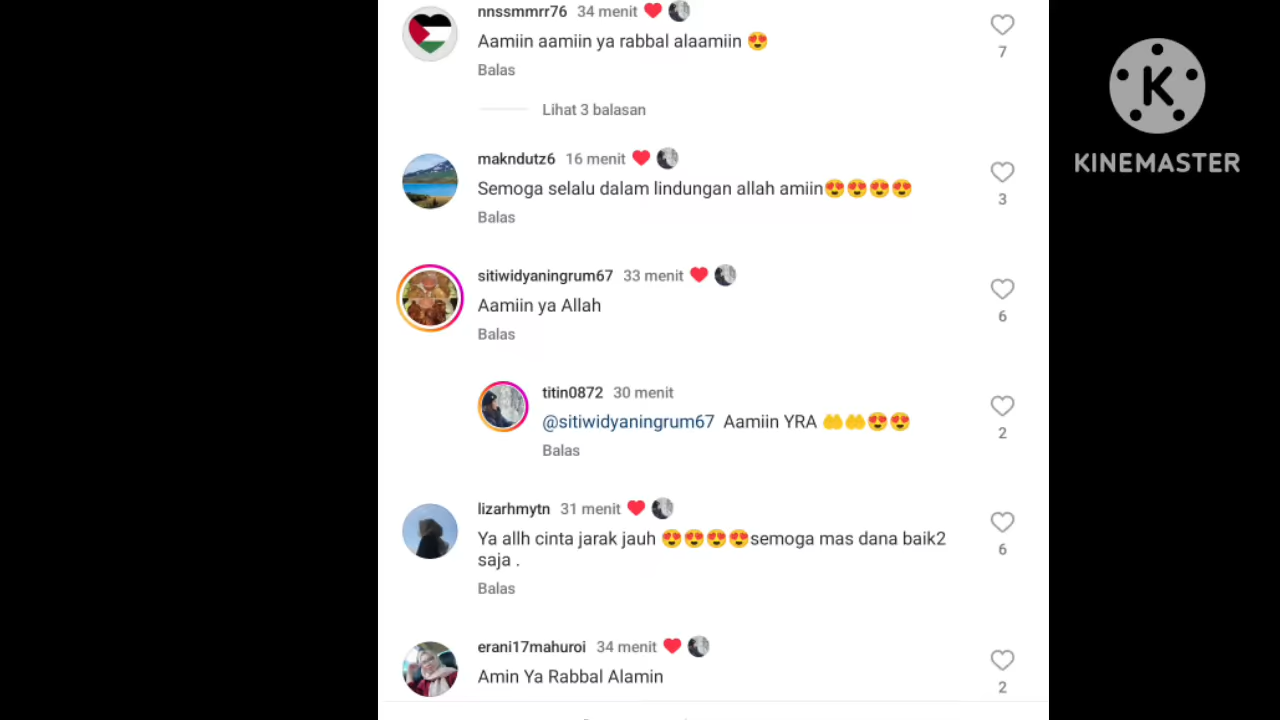 nnssmmrr76 34 menit ❤️
Aamiin aamiin ya rabbal alaamiin 😍
7
Balas
Lihat 3 balasan
K
KINEMASTER
makndutz6 16 menit ❤️
Semoga selalu dalam lindungan allah amiin😍😍😍😍
3
Balas
sitiwidyaningrum67 33 menit ❤️
Aamiin ya Allah
6
Balas
titin0872 30 menit
@sitiwidyaningrum67 Aamiin YRA 🤲🤲😍😍
2
Balas
lizarhmytn 31 menit ❤️
Ya allh cinta jarak jauh 😍😍😍😍semoga mas dana baik2
saja .
6
Balas
erani17mahuroi 34 menit ❤️
Amin Ya Rabbal Alamin
2